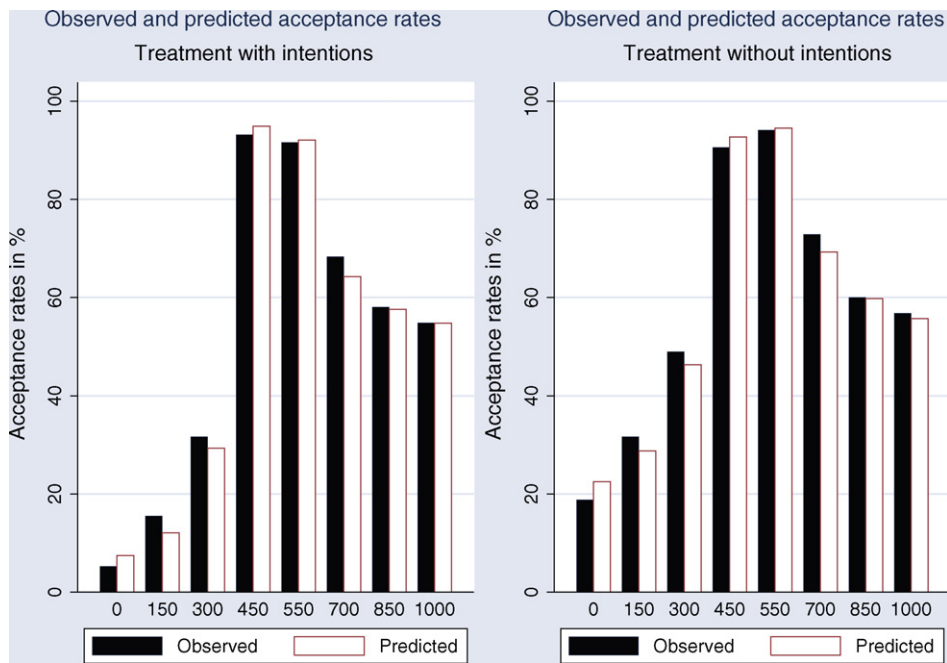 Observed and predicted acceptance rates
Treatment with intentions
Acceptance rates in %
100
80
60
40
20
0
0 150 300 450 550 700 850 1000
Observed Predicted
Observed and predicted acceptance rates
Treatment without intentions
Acceptance rates in %
100
80
60
40
20
0
0 150 300 450 550 700 850 1000
Observed Predicted